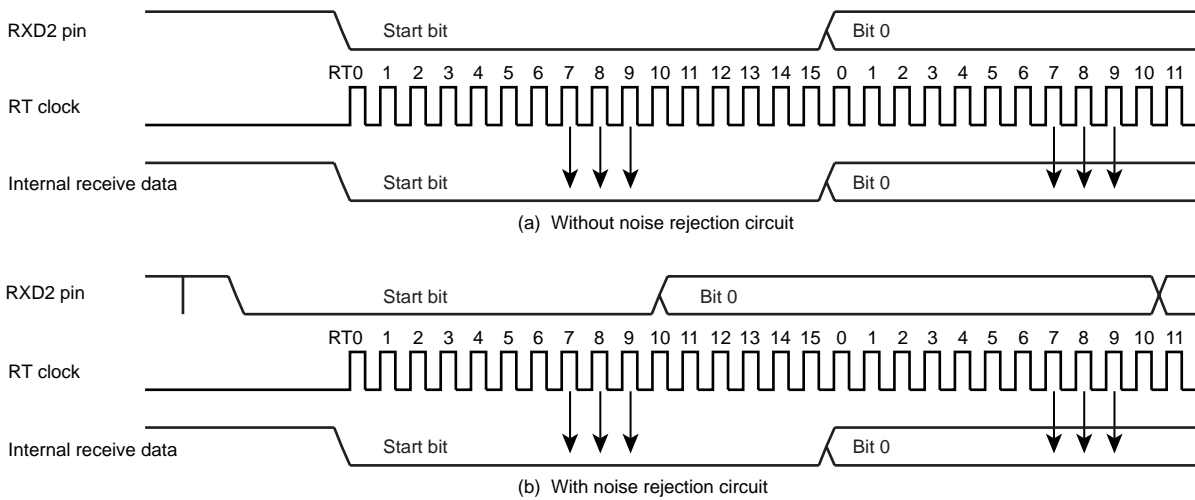 RXD2 pin Start bit Bit 0
RT0 1 2 3 4 5 6 7 8 9 10 11 12 13 14 15 0 1 2 3 4 5 6 7 8 9 10 11
RT clock
Internal receive data Start bit Bit 0
(a) Without noise rejection circuit
RXD2 pin Start bit Bit 0
RT0 1 2 3 4 5 6 7 8 9 10 11 12 13 14 15 0 1 2 3 4 5 6 7 8 9 10 11
RT clock
Internal receive data Start bit Bit 0
(b) With noise rejection circuit